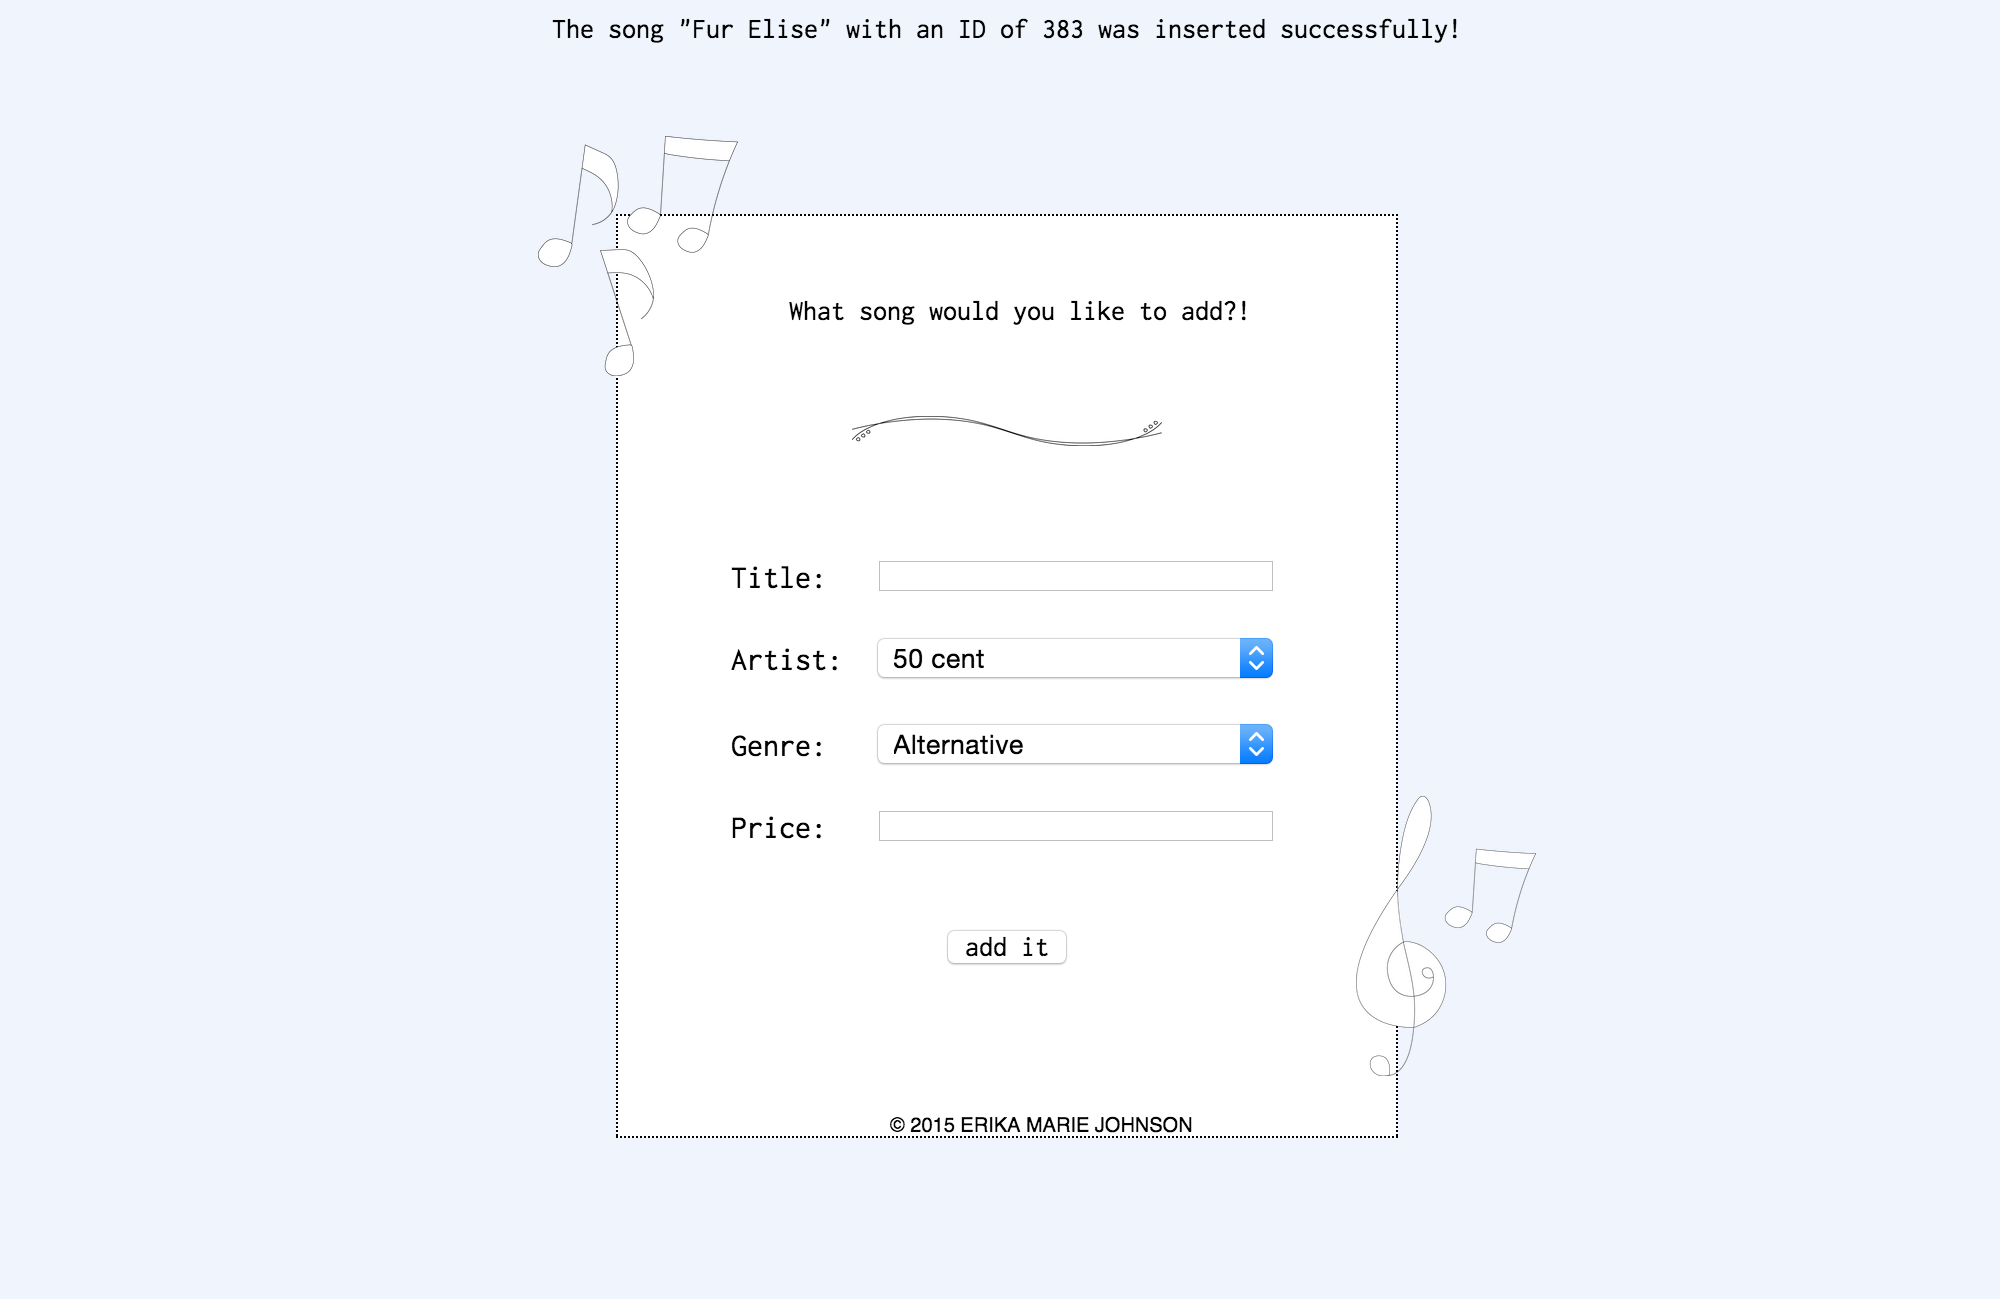 The song "Fur Elise" with an ID of 383 was inserted successfully!
What song would you like to add?!
Title:
Artist: 50 cent
Genre: Alternative
Price:
add it
© 2015 ERIKA MARIE JOHNSON